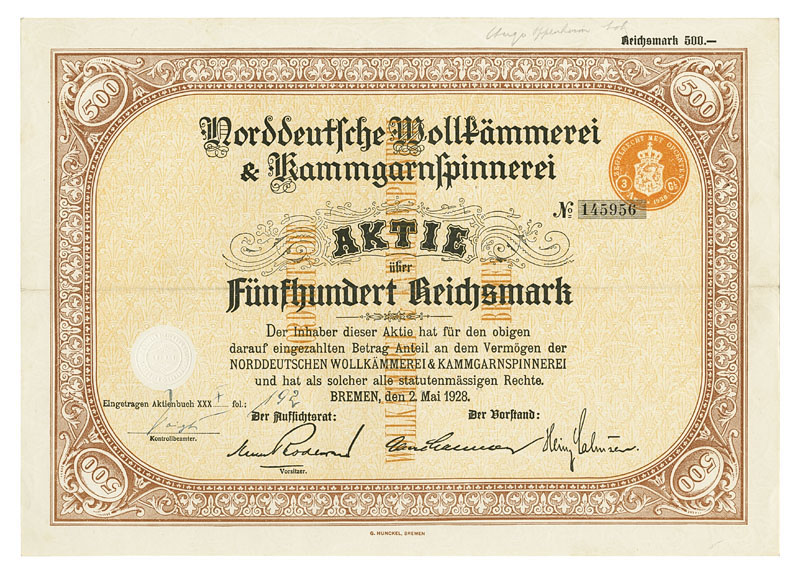 Reichsmark 500.—
500
500
Norddeutsche Wollkämmerei
& Kammgarnspinnerei
No. 145956
AKTIE
über
Fünfhundert Reichsmark
Der Inhaber dieser Aktie hat für den obigen
darauf eingezahlten Betrag Anteil an dem Vermögen der
NORDDEUTSCHEN WOLLKÄMMEREI & KAMMGARNSPINNEREI
und hat als solcher alle statutenmässigen Rechte.
BREMEN, den 2. Mai 1928.
Eingetragen Aktienbuch XXX fol.: 192
Der Aufsichtsrat:
Der Vorstand:
Kontrollbeamter.
Vorsitzer.
500
500
G. HUNCKEL, BREMEN